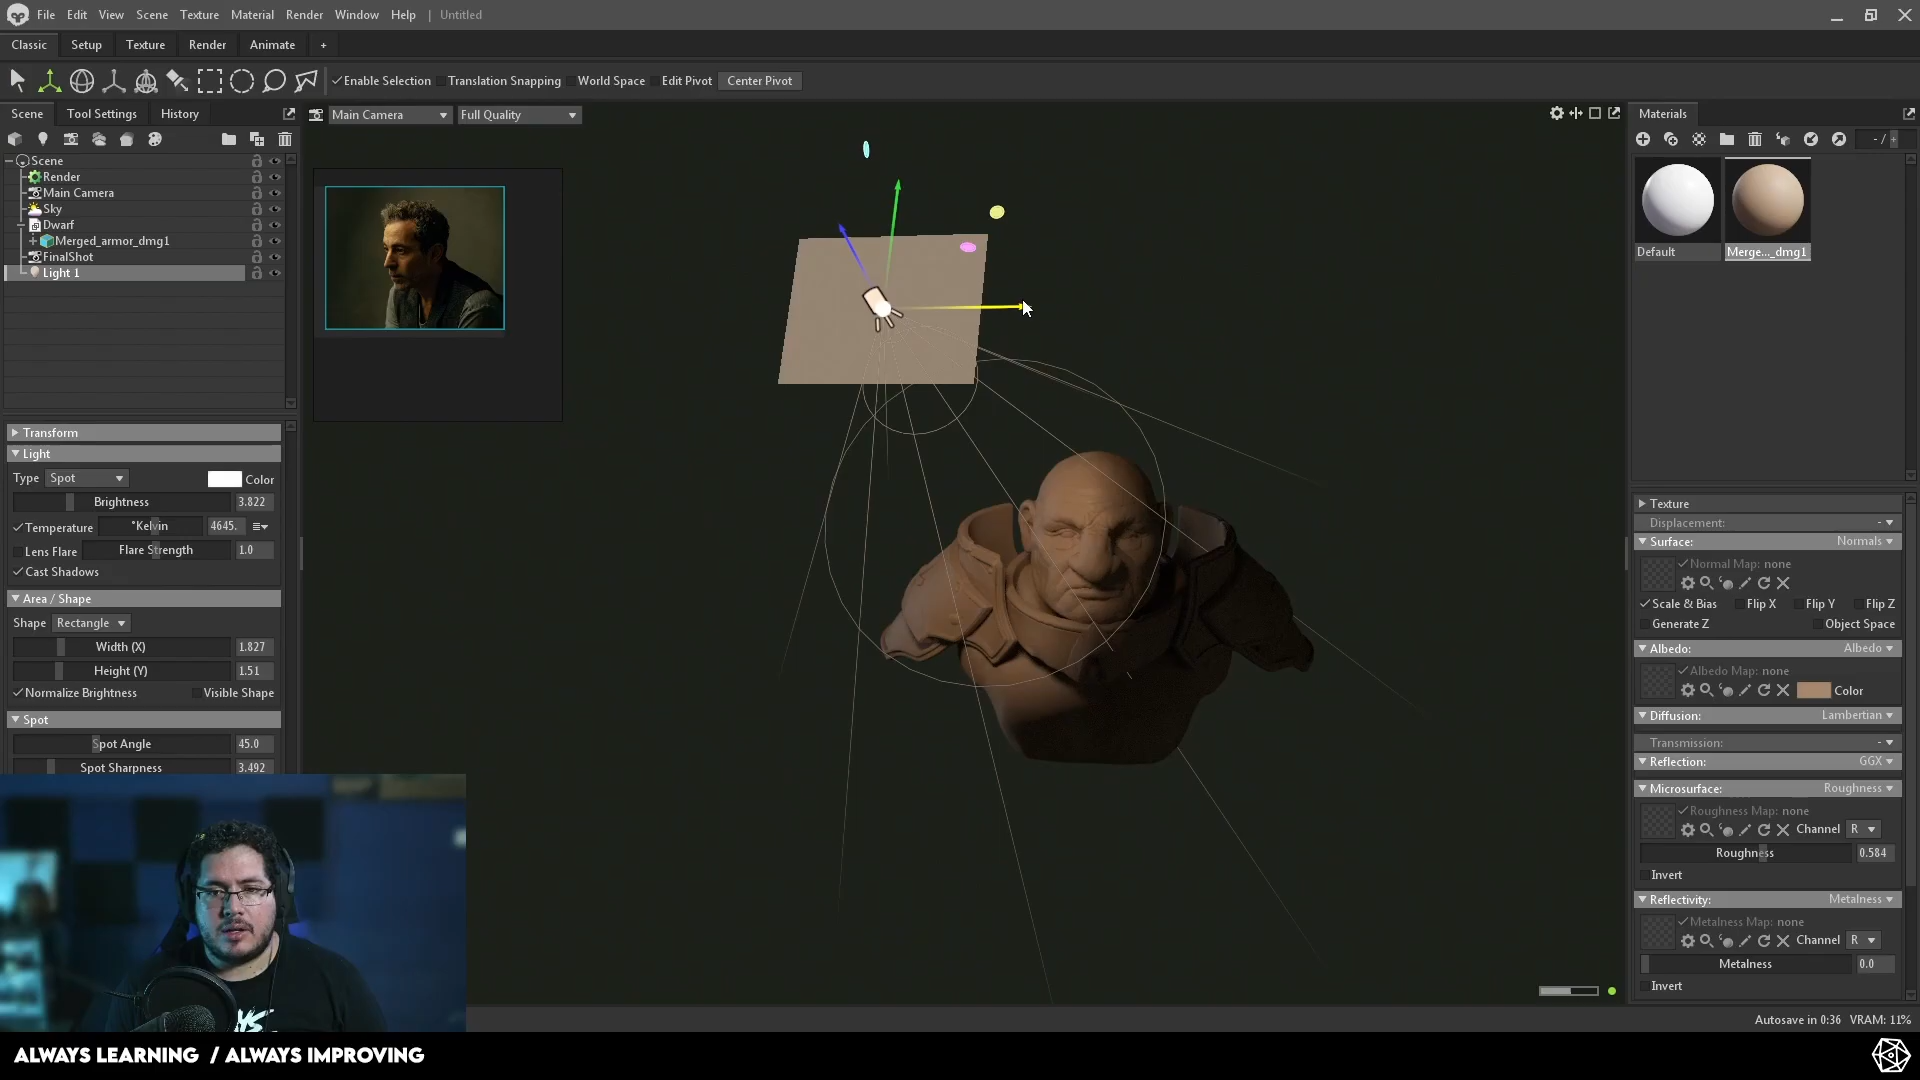 File Edit View Scene Texture Material Render Window Help | Untitled
Classic Setup Texture Render Animate +
Enable Selection Translation Snapping World Space Edit Pivot Center Pivot
Scene Tool Settings History
Main Camera Full Quality
Materials
- / +
Scene
Render
Main Camera
Sky
Dwarf
Merged_armor_dmg1
FinalShot
Light 1
Default Merge..._dmg1
Transform
Light
Type Spot Color
Brightness 3.822
Temperature °Kelvin 4645.
Lens Flare Flare Strength 1.0
Cast Shadows
Area / Shape
Shape Rectangle
Width (X) 1.827
Height (Y) 1.51
Normalize Brightness Visible Shape
Spot
Spot Angle 45.0
Spot Sharpness 3.492
Texture
Displacement: -
Surface: Normals
Normal Map: none
Scale & Bias Flip X Flip Y Flip Z
Generate Z Object Space
Albedo: Albedo
Albedo Map: none
Color
Diffusion: Lambertian
Transmission: -
Reflection: GGX
Microsurface: Roughness
Roughness Map: none
Channel R
Roughness 0.584
Invert
Reflectivity: Metalness
Metalness Map: none
Channel R
Metalness 0.0
Invert
Autosave in 0:36 VRAM: 11%
ALWAYS LEARNING / ALWAYS IMPROVING